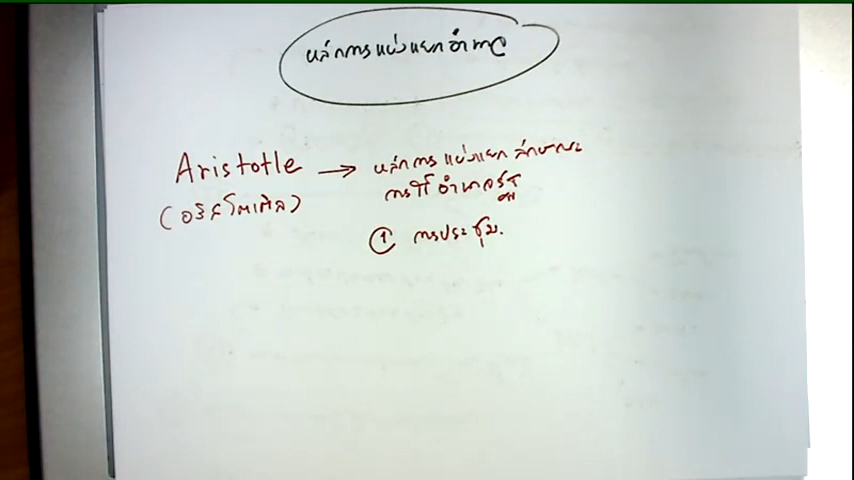 หลักการแบ่งแยกอำนาจ
Aristotle → หลักการแบ่งแยกลักษณะ
(อริสโตเติล) การใช้อำนาจรัฐ
① การประชุม.